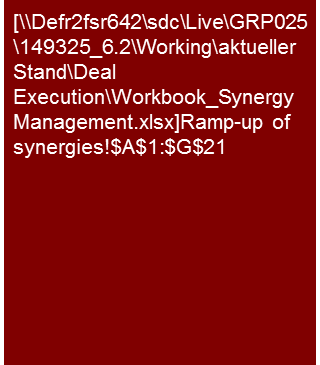 [\\Defr2fsr642\sdc\Live\GRP025
\149325_6.2\Working\aktueller
Stand\Deal
Execution\Workbook_Synergy
Management.xlsx]Ramp-up of
synergies!$A$1:$G$21